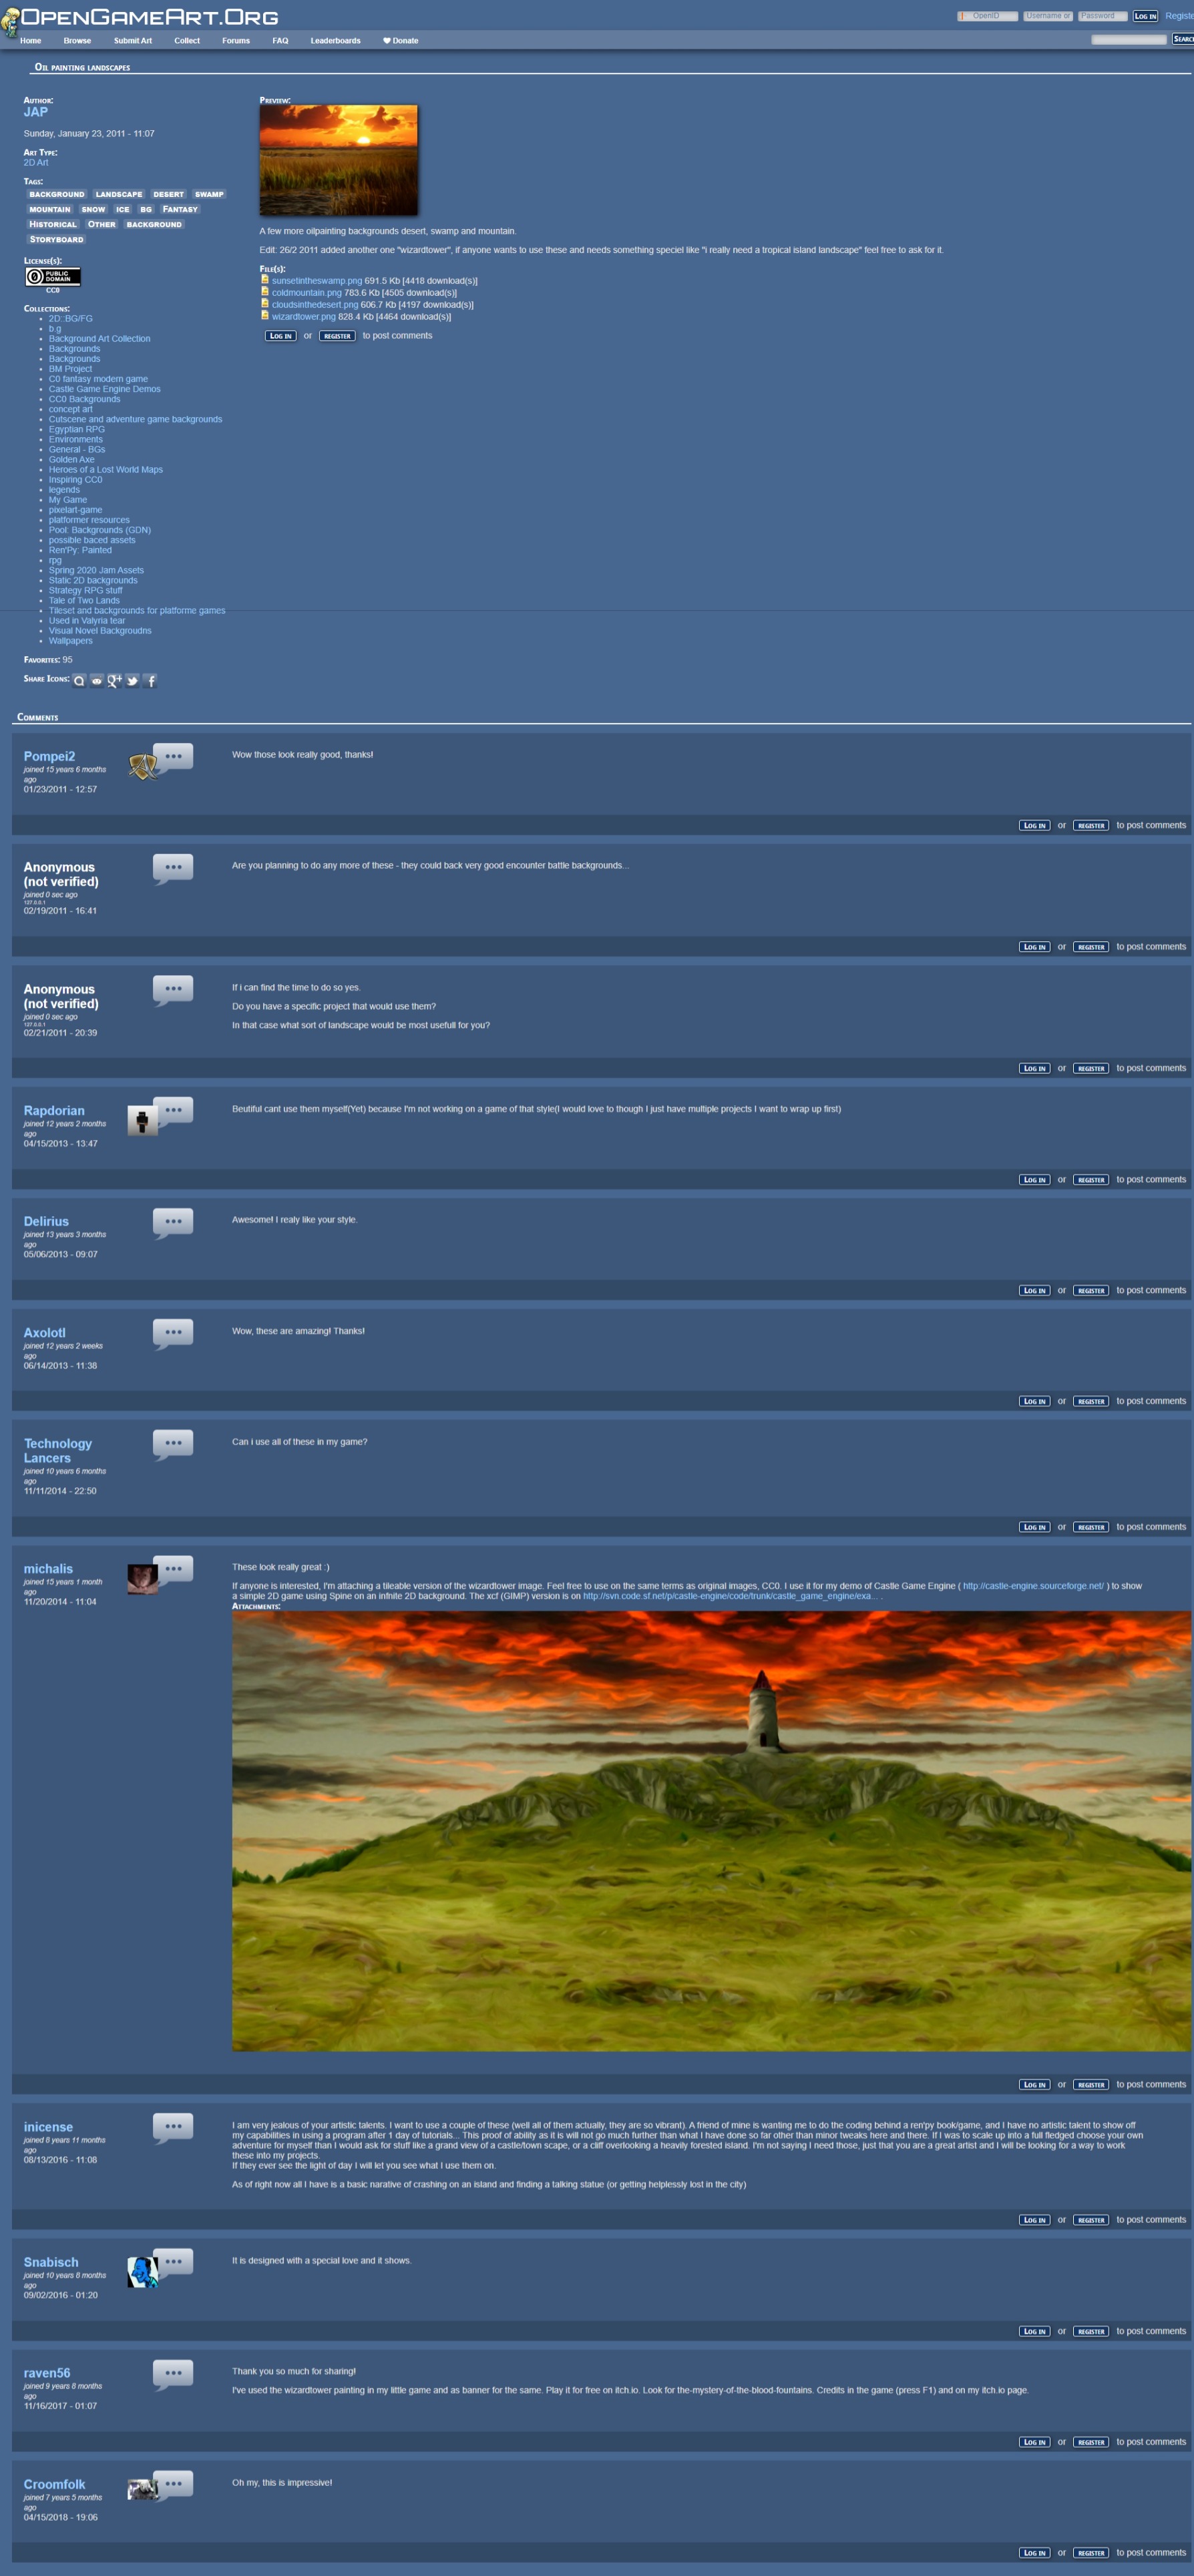 OpenGameArt.Org
OpenID Username or Password Log in Registe
Home Browse Submit Art Collect Forums FAQ Leaderboards ❤ Donate
Searc
Oil painting landscapes
Author:
JAP
Sunday, January 23, 2011 - 11:07
Art Type:
2D Art
Tags:
background landscape desert swamp
mountain snow ice bg Fantasy
Historical Other background
Storyboard
License(s):
PUBLIC DOMAIN
CC0
Collections:
2D::BG/FG
b.g
Background Art Collection
Backgrounds
Backgrounds
BM Project
C0 fantasy modern game
Castle Game Engine Demos
CC0 Backgrounds
concept art
Cutscene and adventure game backgrounds
Egyptian RPG
Environments
General - BGs
Golden Axe
Heroes of a Lost World Maps
Inspiring CC0
legends
My Game
pixelart-game
platformer resources
Pool: Backgrounds (GDN)
possible baced assets
Ren'Py: Painted
rpg
Spring 2020 Jam Assets
Static 2D backgrounds
Strategy RPG stuff
Tale of Two Lands
Tileset and backgrounds for platforme games
Used in Valyria tear
Visual Novel Backgroudns
Wallpapers
Favorites: 95
Share Icons:
Preview:
A few more oilpainting backgrounds desert, swamp and mountain.
Edit: 26/2 2011 added another one "wizardtower", if anyone wants to use these and needs something speciel like "i really need a tropical island landscape" feel free to ask for it.
File(s):
sunsetintheswamp.png 691.5 Kb [4418 download(s)]
coldmountain.png 783.6 Kb [4505 download(s)]
cloudsinthedesert.png 606.7 Kb [4197 download(s)]
wizardtower.png 828.4 Kb [4464 download(s)]
Log in or register to post comments
Comments
Pompei2
joined 15 years 6 months
ago
01/23/2011 - 12:57
Wow those look really good, thanks!
Log in or register to post comments
Anonymous
(not verified)
joined 0 sec ago
127.0.0.1
02/19/2011 - 16:41
Are you planning to do any more of these - they could back very good encounter battle backgrounds...
Log in or register to post comments
Anonymous
(not verified)
joined 0 sec ago
127.0.0.1
02/21/2011 - 20:39
If i can find the time to do so yes.
Do you have a specific project that would use them?
In that case what sort of landscape would be most usefull for you?
Log in or register to post comments
Rapdorian
joined 12 years 2 months
ago
04/15/2013 - 13:47
Beutiful cant use them myself(Yet) because I'm not working on a game of that style(I would love to though I just have multiple projects I want to wrap up first)
Log in or register to post comments
Delirius
joined 13 years 3 months
ago
05/06/2013 - 09:07
Awesome! I realy like your style.
Log in or register to post comments
Axolotl
joined 12 years 2 weeks
ago
06/14/2013 - 11:38
Wow, these are amazing! Thanks!
Log in or register to post comments
Technology
Lancers
joined 10 years 6 months
ago
11/11/2014 - 22:50
Can i use all of these in my game?
Log in or register to post comments
michalis
joined 15 years 1 month
ago
11/20/2014 - 11:04
These look really great :)
If anyone is interested, I'm attaching a tileable version of the wizardtower image. Feel free to use on the same terms as original images, CC0. I use it for my demo of Castle Game Engine ( http://castle-engine.sourceforge.net/ ) to show
a simple 2D game using Spine on an infnite 2D background. The xcf (GIMP) version is on http://svn.code.sf.net/p/castle-engine/code/trunk/castle_game_engine/exa... .
Attachments:
Log in or register to post comments
inicense
joined 8 years 11 months
ago
08/13/2016 - 11:08
I am very jealous of your artistic talents. I want to use a couple of these (well all of them actually, they are so vibrant). A friend of mine is wanting me to do the coding behind a ren'py book/game, and I have no artistic talent to show off
my capabilities in using a program after 1 day of tutorials... This proof of ability as it is will not go much further than what I have done so far other than minor tweaks here and there. If I was to scale up into a full fledged choose your own
adventure for myself than I would ask for stuff like a grand view of a castle/town scape, or a cliff overlooking a heavily forested island. I'm not saying I need those, just that you are a great artist and I will be looking for a way to work
these into my projects.
If they ever see the light of day I will let you see what I use them on.
As of right now all I have is a basic narative of crashing on an island and finding a talking statue (or getting helplessly lost in the city)
Log in or register to post comments
Snabisch
joined 10 years 8 months
ago
09/02/2016 - 01:20
It is designed with a special love and it shows.
Log in or register to post comments
raven56
joined 9 years 8 months
ago
11/16/2017 - 01:07
Thank you so much for sharing!
I've used the wizardtower painting in my little game and as banner for the same. Play it for free on itch.io. Look for the-mystery-of-the-blood-fountains. Credits in the game (press F1) and on my itch.io page.
Log in or register to post comments
Croomfolk
joined 7 years 5 months
ago
04/15/2018 - 19:06
Oh my, this is impressive!
Log in or register to post comments